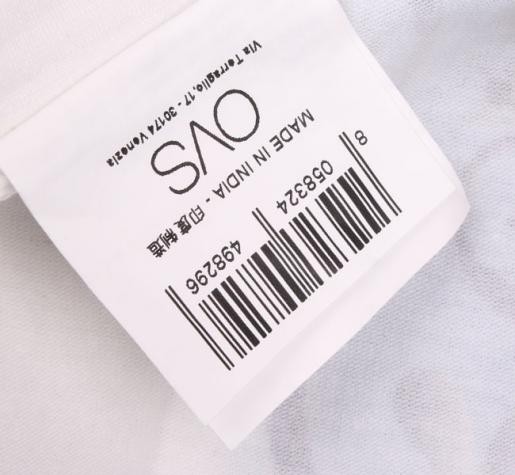 8 058324 498296
MADE IN INDIA - 印度 制造
OVS
Via Terraglio,17 - 30174 Venezia